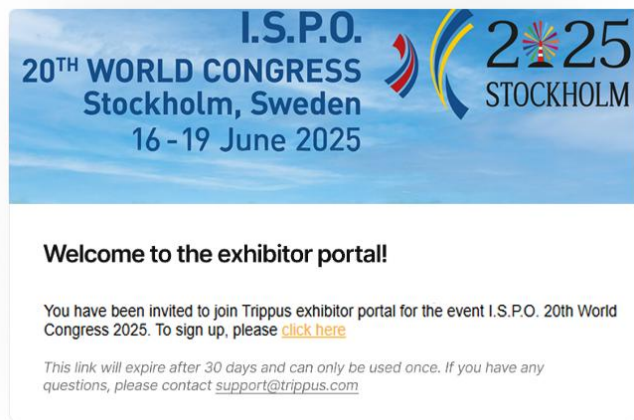 I.S.P.O.
20TH WORLD CONGRESS
Stockholm, Sweden
16 - 19 June 2025
2025
STOCKHOLM
Welcome to the exhibitor portal!
You have been invited to join Trippus exhibitor portal for the event I.S.P.O. 20th World
Congress 2025. To sign up, please click here
This link will expire after 30 days and can only be used once. If you have any
questions, please contact support@trippus.com